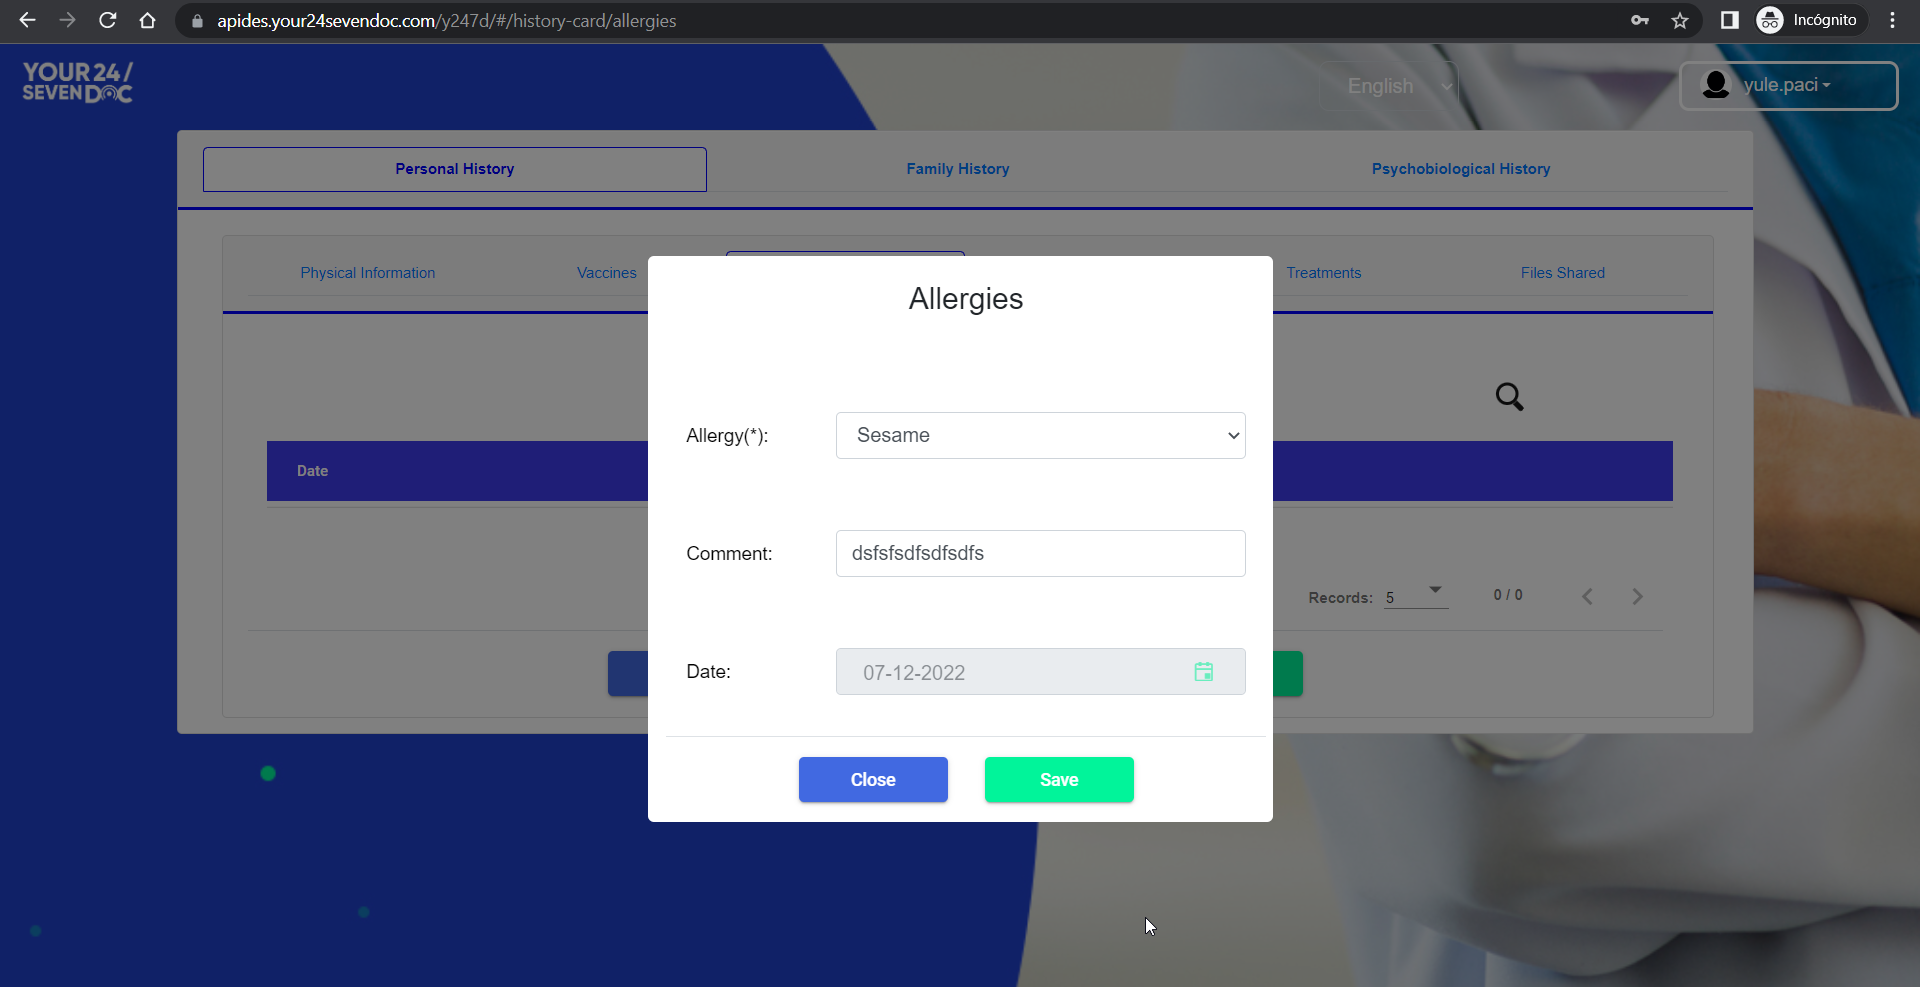 apides.your24sevendoc.com/y247d/#/history-card/allergies
Incógnito
YOUR 24/
SEVEN DOC
English
yule.paci
Personal History
Family History
Psychobiological History
Physical Information
Vaccines
Treatments
Files Shared
Allergies
Allergy(*):
Sesame
Date
Comment:
dsfsfsdfsdfsdfs
Records: 5
0 / 0
Date:
07-12-2022
Close
Save